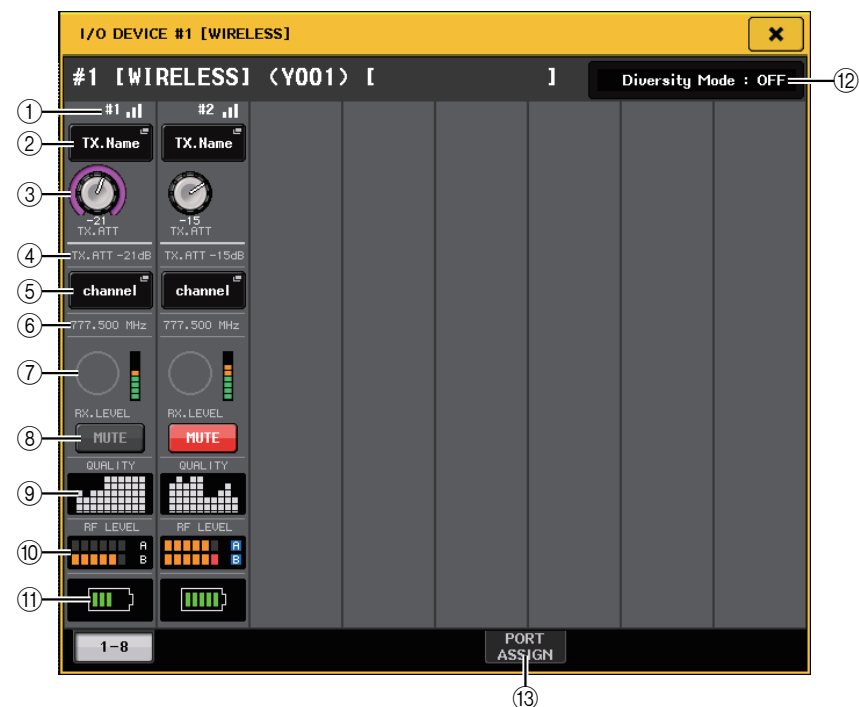 I/O DEVICE #1 [WIRELESS]
#1 [WIRELESS] (Y001) [ ]
Diversity Mode : OFF
⑫
① #1 #2
② TX.Name TX.Name
③
-21 -15
TX.ATT TX.ATT
④ TX.ATT -21dB TX.ATT -15dB
⑤ channel channel
⑥ 777.500 MHz 777.500 MHz
⑦
RX.LEVEL RX.LEVEL
⑧ MUTE MUTE
QUALITY QUALITY
⑨
RF LEVEL RF LEVEL
⑩ A A
B B
⑪
1-8
PORT
ASSIGN
⑬